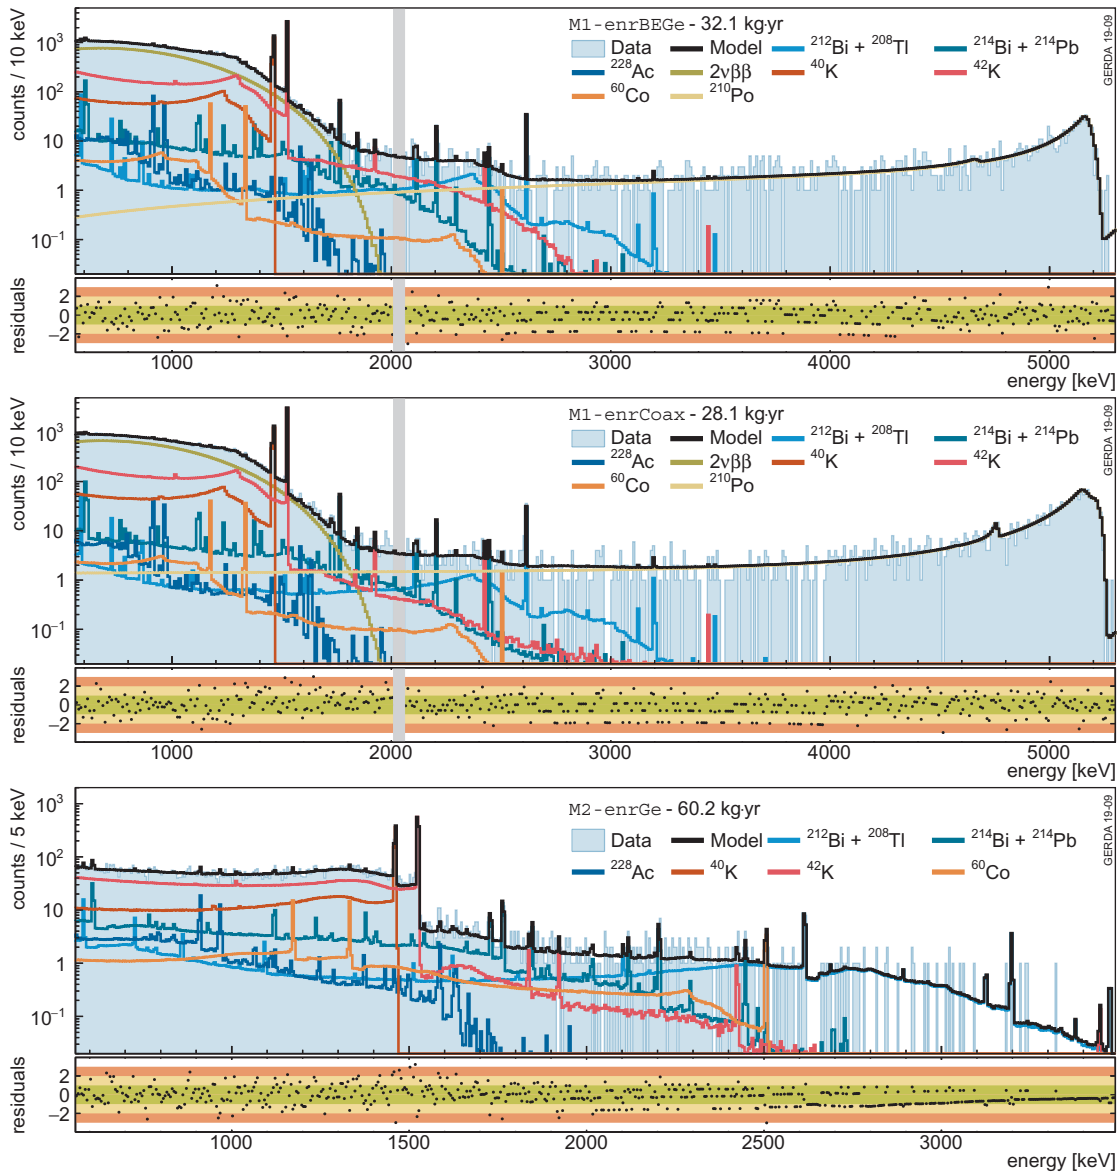 M1-enrBEGe - 32.1 kg·yr
Data Model ²¹²Bi + ²⁰⁸Tl ²¹⁴Bi + ²¹⁴Pb
²²⁸Ac 2νββ ⁴⁰K ⁴²K
⁶⁰Co ²¹⁰Po
GERDA 19-09
counts / 10 keV
10³
10²
10
1
10⁻¹
residuals
2
0
−2
1000 2000 3000 4000 5000
energy [keV]
M1-enrCoax - 28.1 kg·yr
Data Model ²¹²Bi + ²⁰⁸Tl ²¹⁴Bi + ²¹⁴Pb
²²⁸Ac 2νββ ⁴⁰K ⁴²K
⁶⁰Co ²¹⁰Po
GERDA 19-09
counts / 10 keV
10³
10²
10
1
10⁻¹
residuals
2
0
−2
1000 2000 3000 4000 5000
energy [keV]
M2-enrGe - 60.2 kg·yr
Data Model ²¹²Bi + ²⁰⁸Tl ²¹⁴Bi + ²¹⁴Pb
²²⁸Ac ⁴⁰K ⁴²K ⁶⁰Co
GERDA 19-09
counts / 5 keV
10³
10²
10
1
10⁻¹
residuals
2
0
−2
1000 1500 2000 2500 3000
energy [keV]